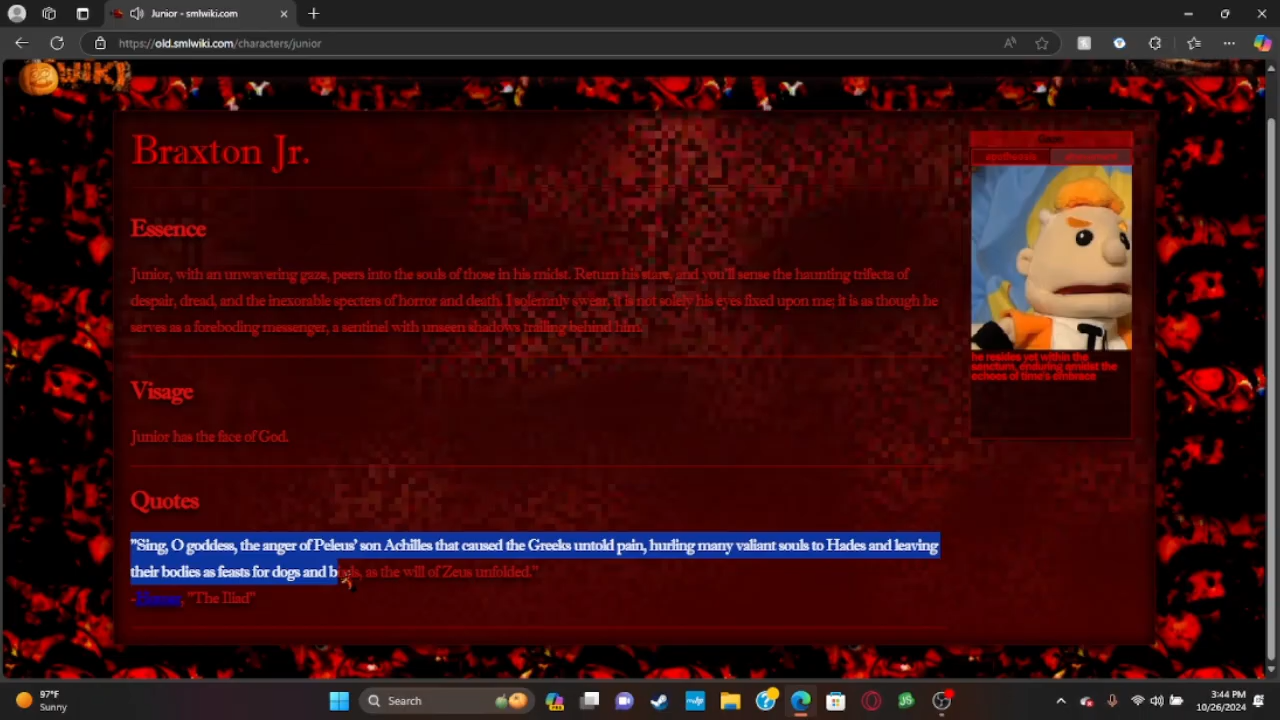 Junior - smlwiki.com
https://old.smlwiki.com/characters/junior
WIKI
Braxton Jr.
apotheosis
Essence
Junior, with an unwavering gaze, peers into the souls of those in his midst. Return his stare, and you'll sense the haunting trifecta of
despair, dread, and the inexorable specters of horror and death. I solemnly swear, it is not solely his eyes fixed upon me; it is as though he
serves as a foreboding messenger, a sentinel with unseen shadows trailing behind him.
he resides yet within the
sanctum, enduring amidst the
echoes of time's embrace
Visage
Junior has the face of God.
Quotes
"Sing, O goddess, the anger of Peleus' son Achilles that caused the Greeks untold pain, hurling many valiant souls to Hades and leaving
their bodies as feasts for dogs and birds, as the will of Zeus unfolded."
-Homer, "The Iliad"
97°F
Sunny
Search
3:44 PM
10/26/2024